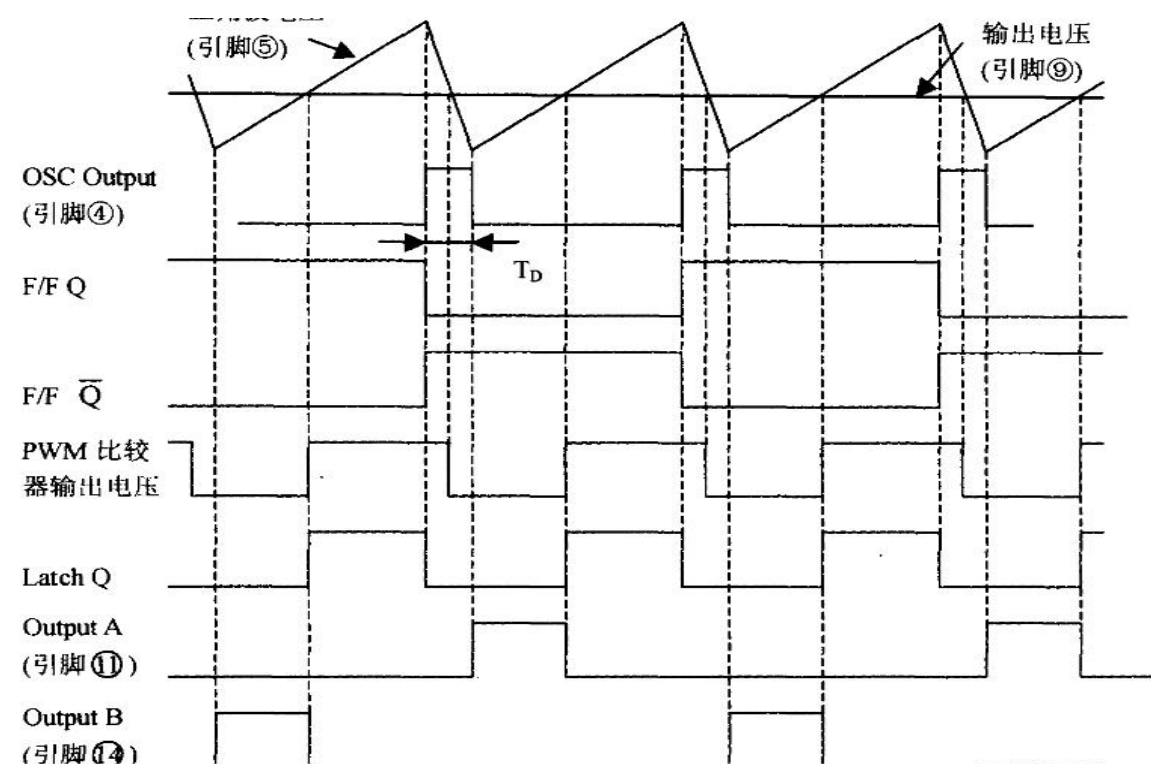 (引脚⑤)
输出电压
(引脚⑨)
OSC Output
(引脚④)
T_D
F/F Q
F/F Q̅
PWM 比较
器输出电压
Latch Q
Output A
(引脚⑪)
Output B
(引脚⑭)